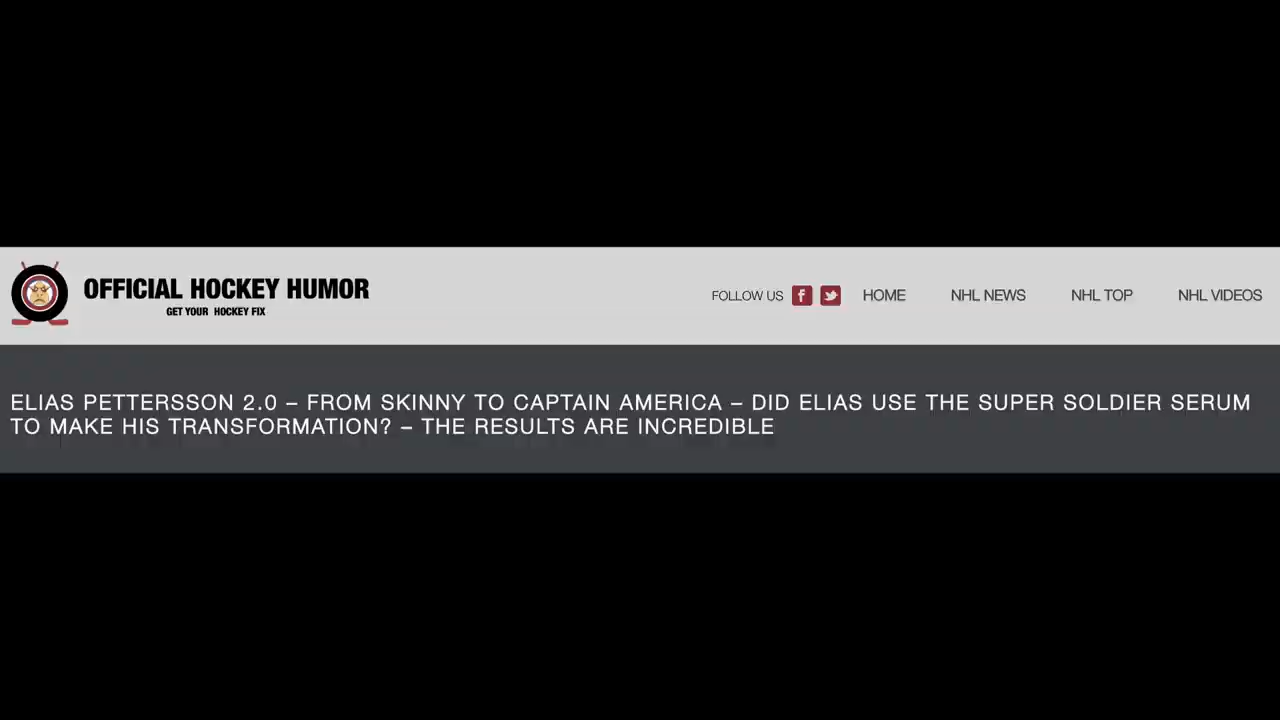 OFFICIAL HOCKEY HUMOR
GET YOUR HOCKEY FIX
FOLLOW US HOME NHL NEWS NHL TOP NHL VIDEOS
ELIAS PETTERSSON 2.0 – FROM SKINNY TO CAPTAIN AMERICA – DID ELIAS USE THE SUPER SOLDIER SERUM
TO MAKE HIS TRANSFORMATION? – THE RESULTS ARE INCREDIBLE